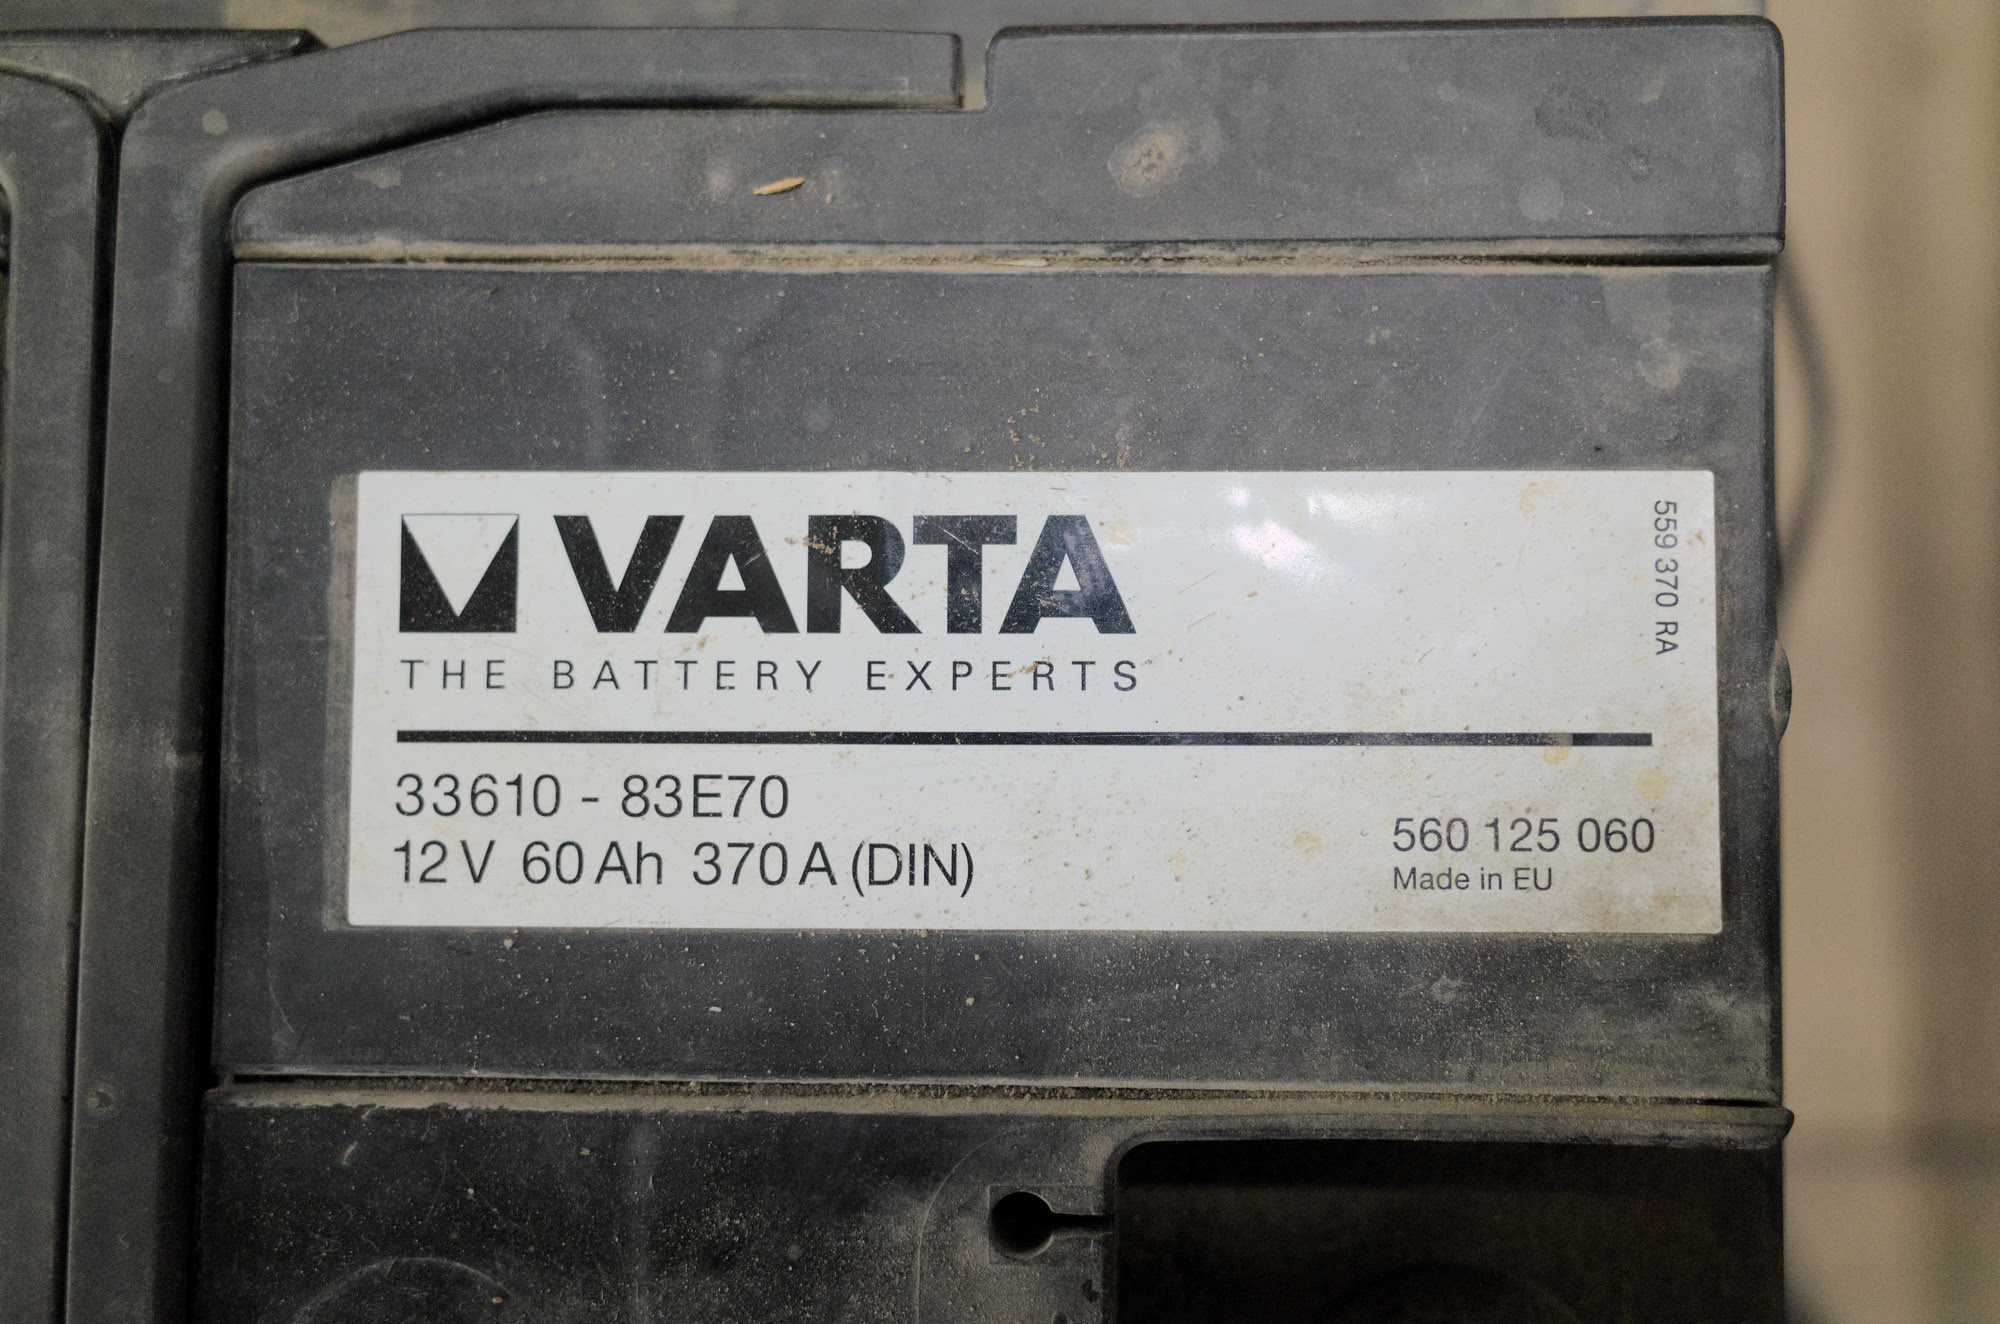 VARTA
THE BATTERY EXPERTS
559 370 RA
33610 - 83E70
12V 60Ah 370A (DIN)
560 125 060
Made in EU